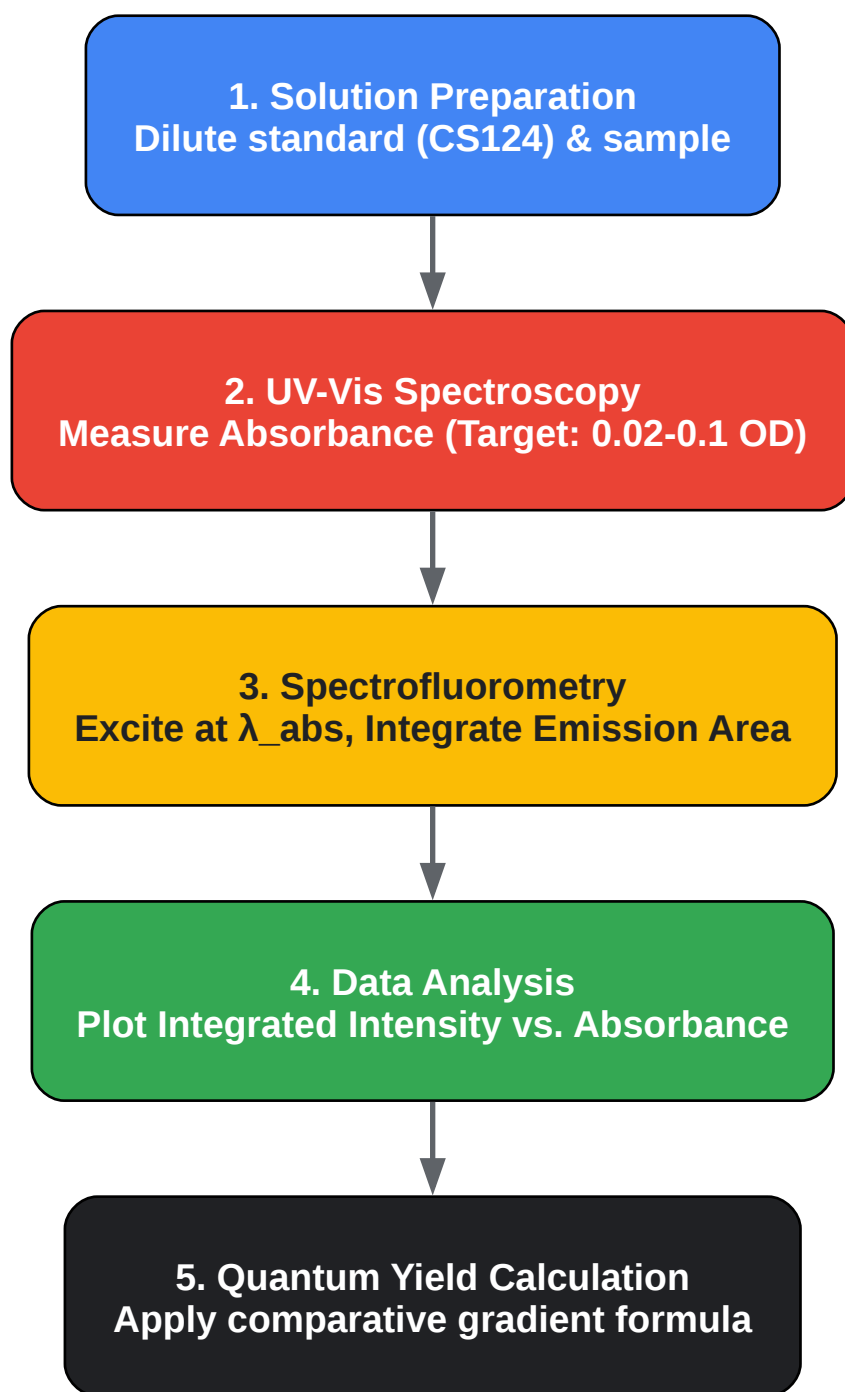 1. Solution Preparation
Dilute standard (CS124) & sample
2. UV-Vis Spectroscopy
Measure Absorbance (Target: 0.02-0.1 OD)
3. Spectrofluorometry
Excite at λ_abs, Integrate Emission Area
4. Data Analysis
Plot Integrated Intensity vs. Absorbance
5. Quantum Yield Calculation
Apply comparative gradient formula